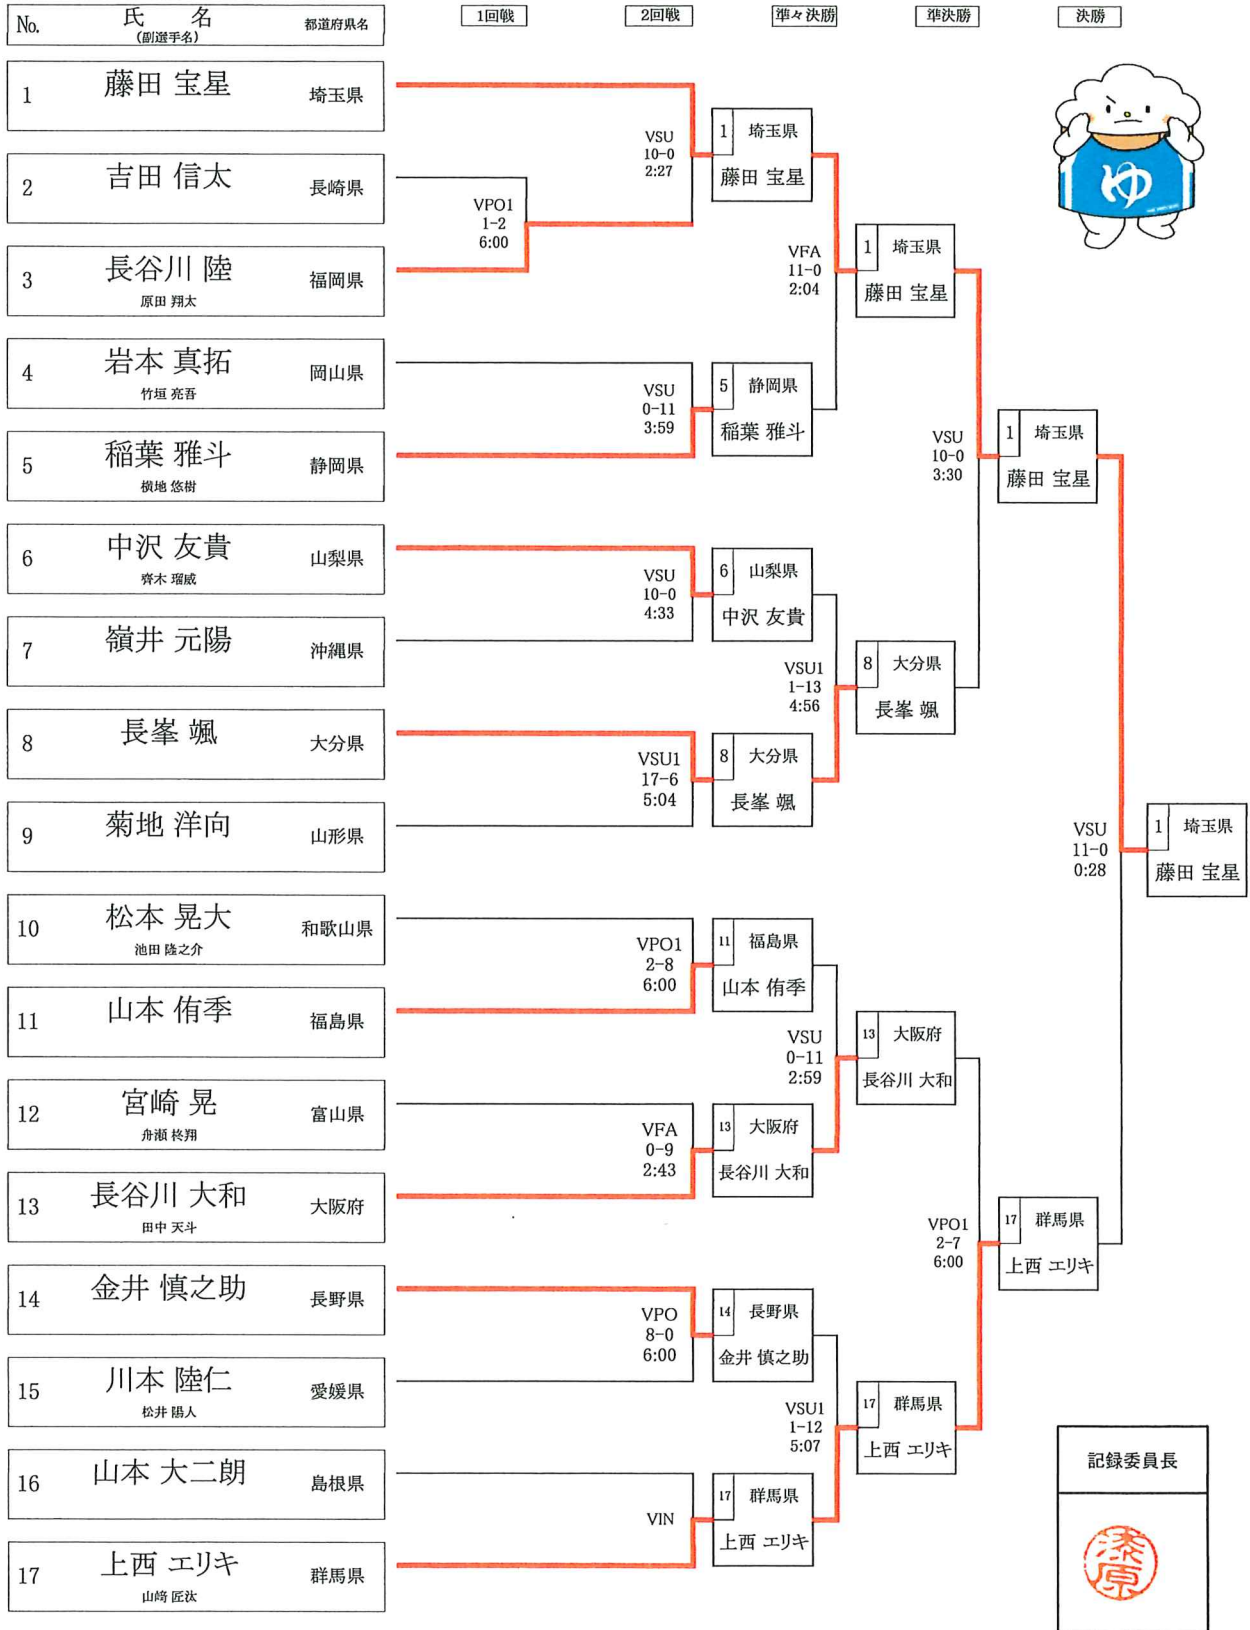 No. 氏 名 都道府県名 1回戦 2回戦 準々決勝 準決勝 決勝
(副選手名)
1 藤田 宝星 埼玉県
2 吉田 信太 長崎県
3 長谷川 陸 福岡県
原田 翔太
4 岩本 真拓 岡山県
竹垣 亮吾
5 稲葉 雅斗 静岡県
横地 悠樹
6 中沢 友貴 山梨県
齊木 瑠威
7 嶺井 元陽 沖縄県
8 長峯 颯 大分県
9 菊地 洋向 山形県
10 松本 晃大 和歌山県
池田 隆之介
11 山本 侑季 福島県
12 宮崎 晃 富山県
舟瀬 柊翔
13 長谷川 大和 大阪府
田中 天斗
14 金井 慎之助 長野県
15 川本 陸仁 愛媛県
松井 陽人
16 山本 大二朗 島根県
17 上西 エリキ 群馬県
山崎 匠汰
VPO1
1-2
6:00
VSU
10-0
2:27
VSU
0-11
3:59
VSU
10-0
4:33
VSU1
17-6
5:04
VPO1
2-8
6:00
VFA
0-9
2:43
VPO
8-0
6:00
VIN
1 埼玉県
藤田 宝星
5 静岡県
稲葉 雅斗
6 山梨県
中沢 友貴
8 大分県
長峯 颯
11 福島県
山本 侑季
13 大阪府
長谷川 大和
14 長野県
金井 慎之助
17 群馬県
上西 エリキ
VFA
11-0
2:04
VSU1
1-13
4:56
VSU
0-11
2:59
VSU1
1-12
5:07
1 埼玉県
藤田 宝星
8 大分県
長峯 颯
13 大阪府
長谷川 大和
17 群馬県
上西 エリキ
VSU
10-0
3:30
VPO1
2-7
6:00
1 埼玉県
藤田 宝星
17 群馬県
上西 エリキ
VSU
11-0
0:28
1 埼玉県
藤田 宝星
ゆ
記録委員長
漆原